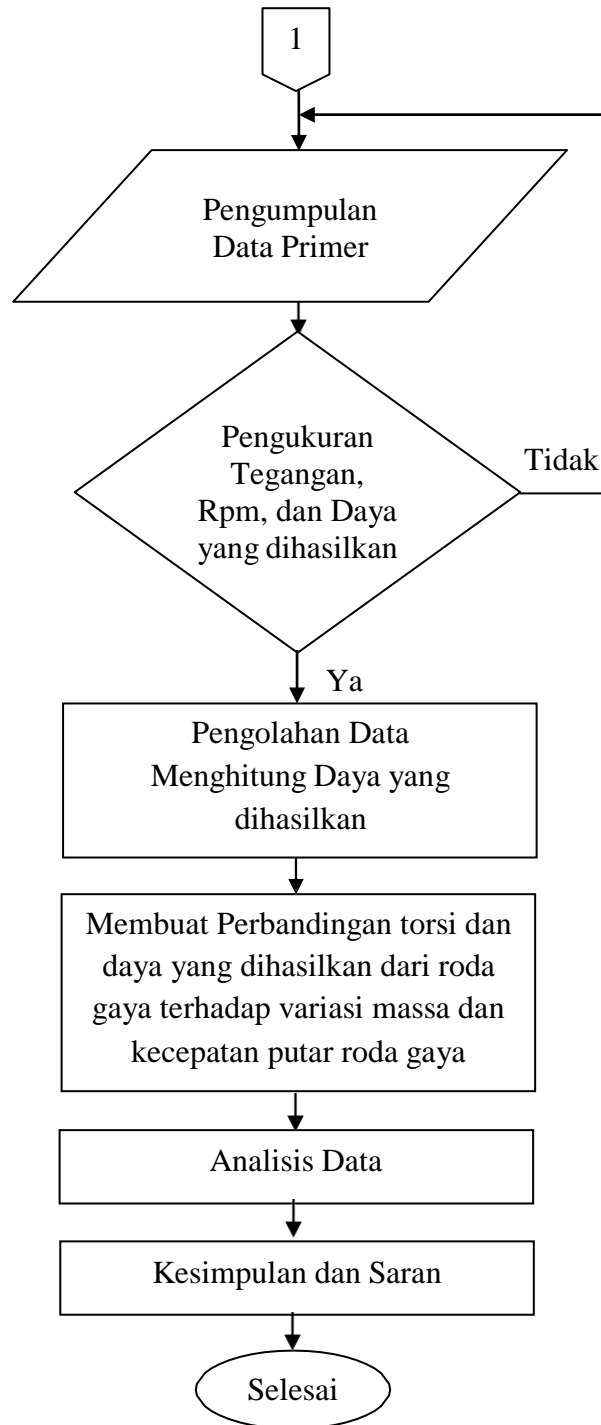 1
Pengumpulan
Data Primer
Pengukuran
Tegangan,
Rpm, dan Daya
yang dihasilkan
Tidak
Ya
Pengolahan Data
Menghitung Daya yang
dihasilkan
Membuat Perbandingan torsi dan
daya yang dihasilkan dari roda
gaya terhadap variasi massa dan
kecepatan putar roda gaya
Analisis Data
Kesimpulan dan Saran
Selesai